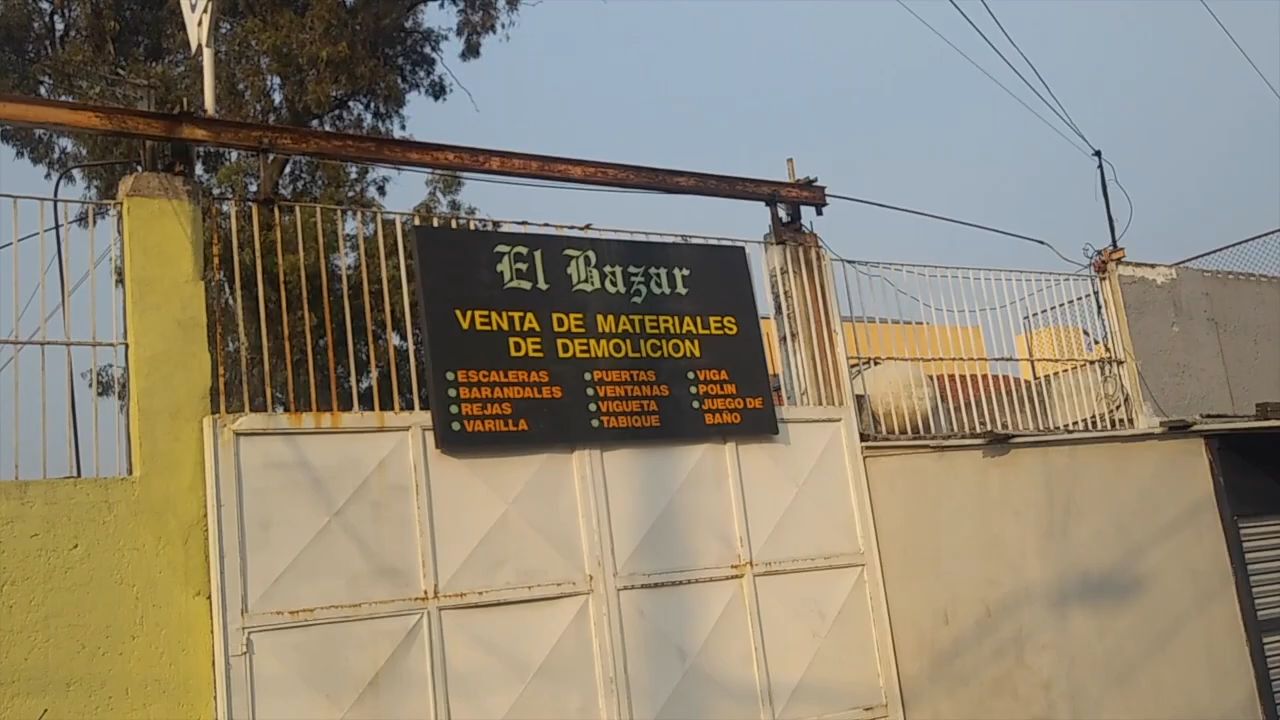 El Bazar
VENTA DE MATERIALES
DE DEMOLICION
ESCALERAS
BARANDALES
REJAS
VARILLA
PUERTAS
VENTANAS
VIGUETA
TABIQUE
VIGA
POLIN
JUEGO DE
BAÑO